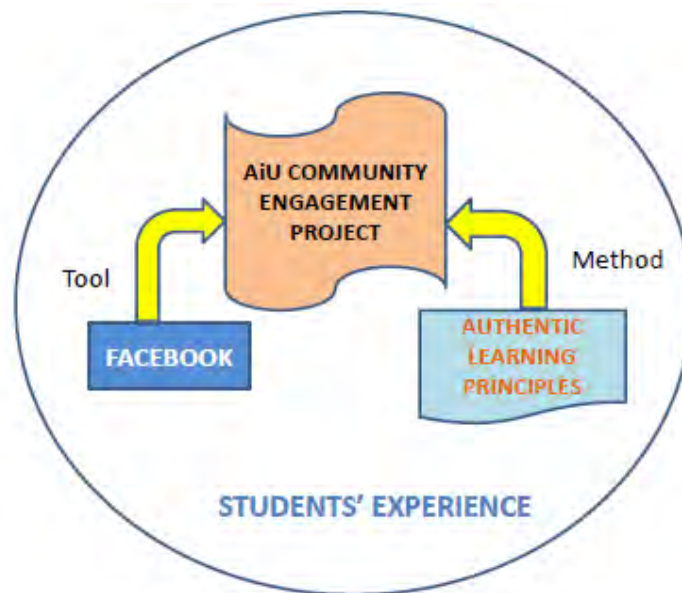 AiU COMMUNITY
ENGAGEMENT
PROJECT
Tool
Method
FACEBOOK
AUTHENTIC
LEARNING
PRINCIPLES
STUDENTS' EXPERIENCE